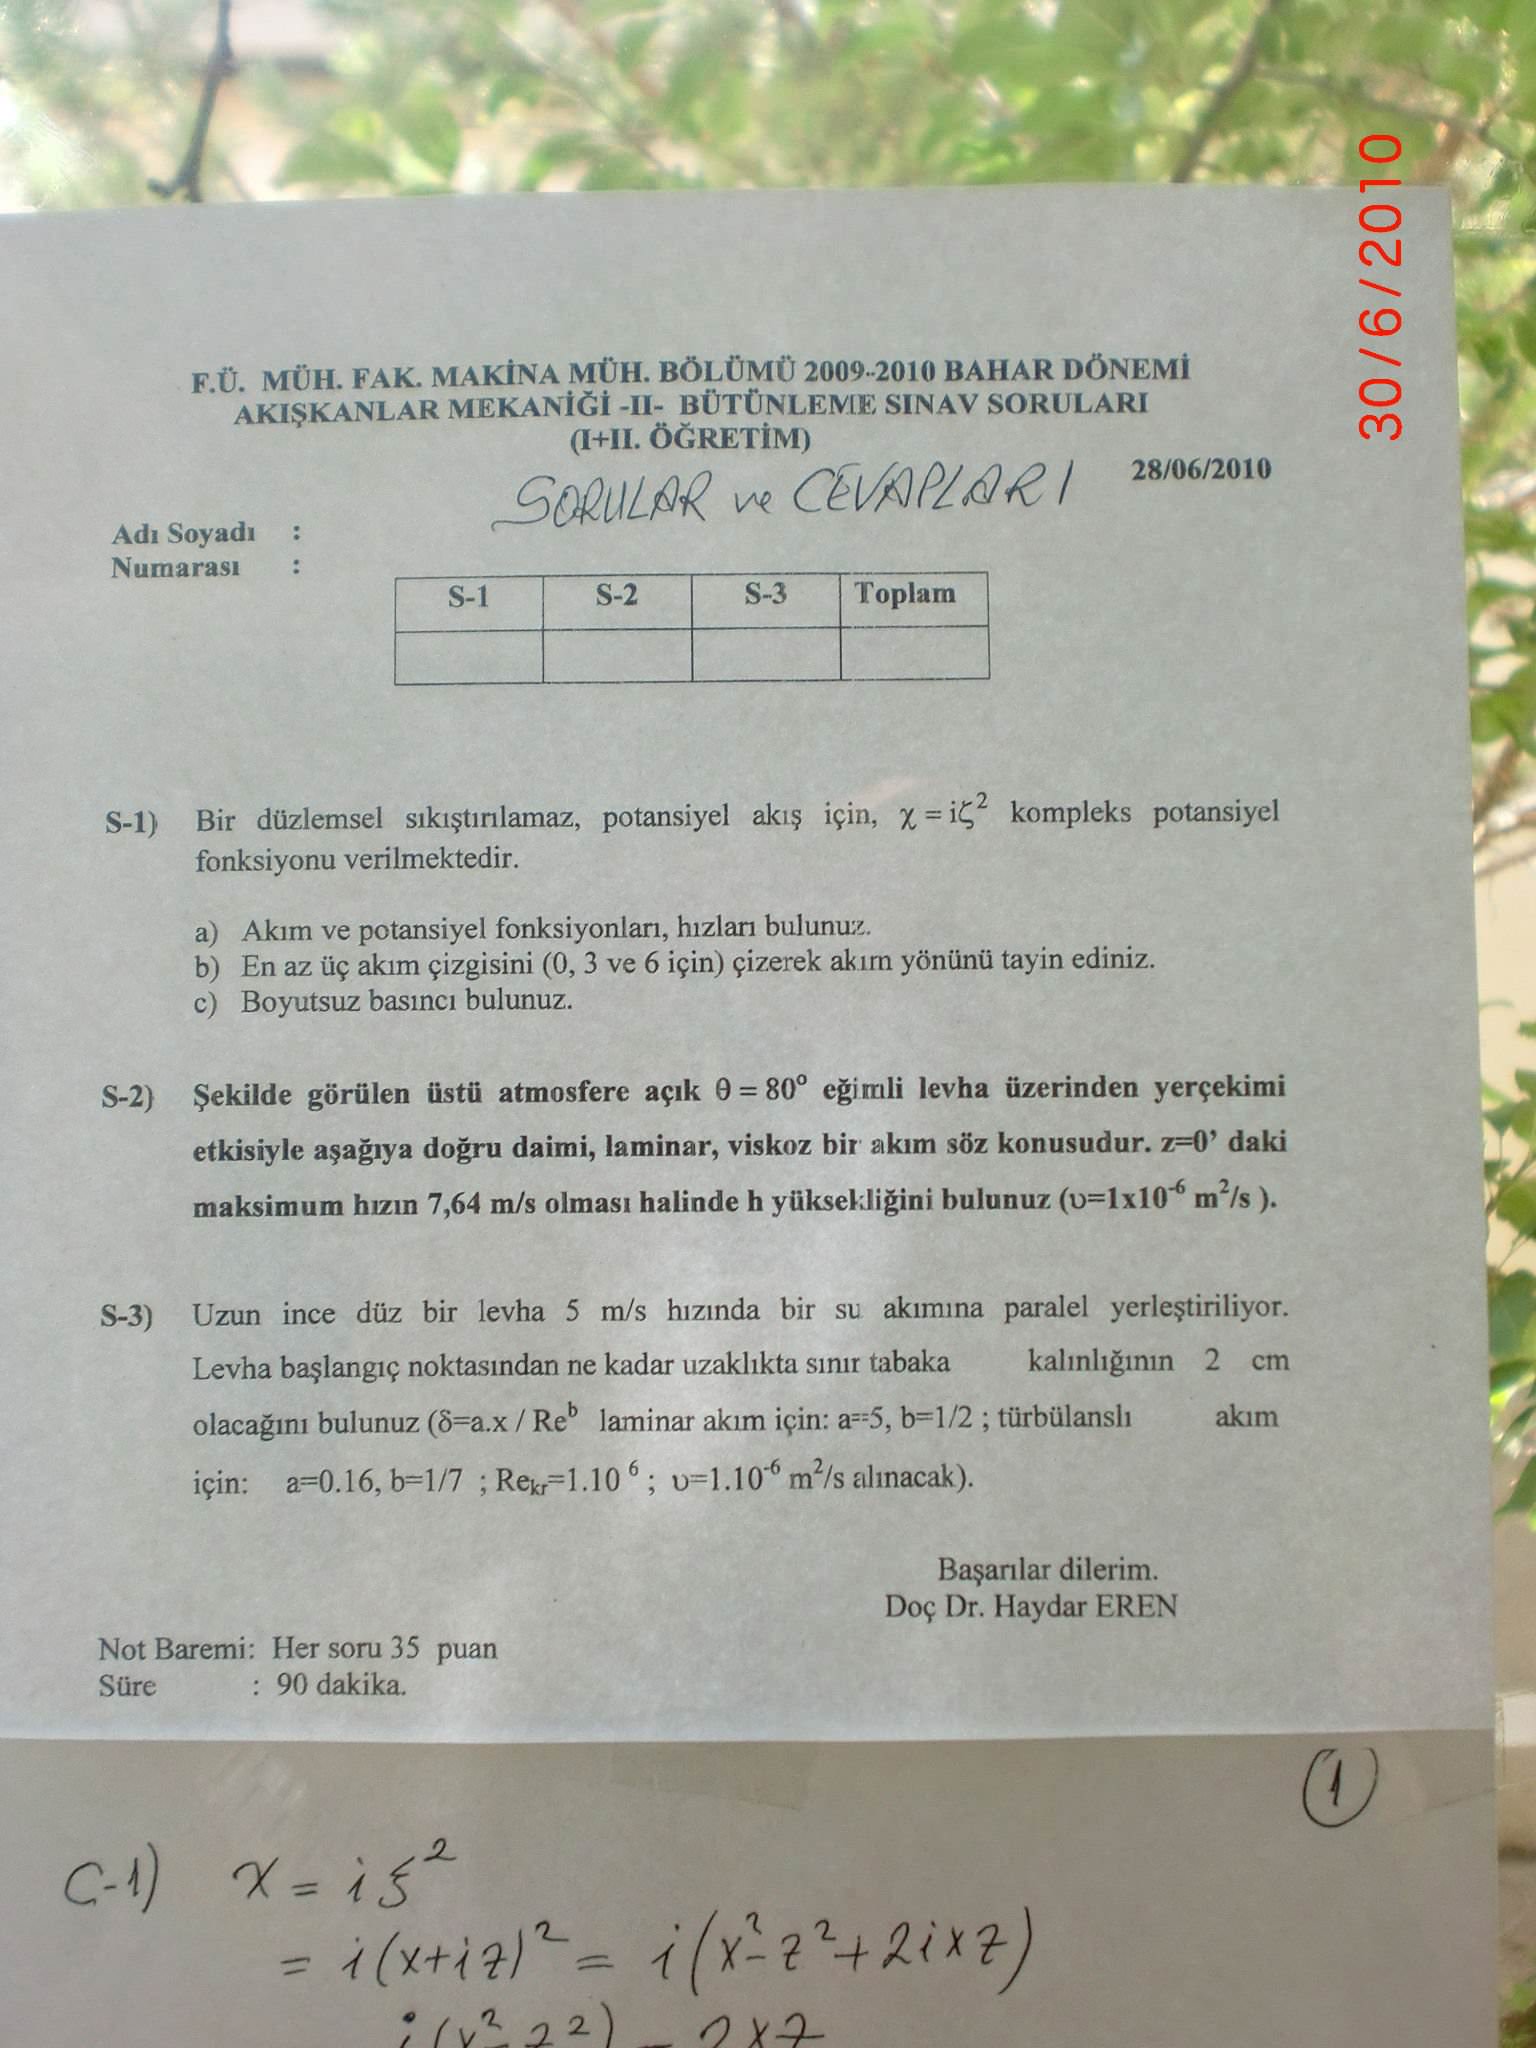 30/6/2010
F.Ü. MÜH. FAK. MAKİNA MÜH. BÖLÜMÜ 2009-2010 BAHAR DÖNEMİ
AKIŞKANLAR MEKANİĞİ -II- BÜTÜNLEME SINAV SORULARI
(I+II. ÖĞRETİM)
28/06/2010
SORULAR ve CEVAPLARI
Adı Soyadı :
Numarası :
S-1 S-2 S-3 Toplam
S-1) Bir düzlemsel sıkıştırılamaz, potansiyel akış için, χ = iζ² kompleks potansiyel
fonksiyonu verilmektedir.
a) Akım ve potansiyel fonksiyonları, hızları bulunuz.
b) En az üç akım çizgisini (0, 3 ve 6 için) çizerek akım yönünü tayin ediniz.
c) Boyutsuz basıncı bulunuz.
S-2) Şekilde görülen üstü atmosfere açık θ = 80° eğimli levha üzerinden yerçekimi
etkisiyle aşağıya doğru daimi, laminar, viskoz bir akım söz konusudur. z=0' daki
maksimum hızın 7,64 m/s olması halinde h yüksekliğini bulunuz (υ=1x10⁻⁶ m²/s ).
S-3) Uzun ince düz bir levha 5 m/s hızında bir su akımına paralel yerleştiriliyor.
Levha başlangıç noktasından ne kadar uzaklıkta sınır tabaka kalınlığının 2 cm
olacağını bulunuz (δ=a.x / Reᵇ laminar akım için: a=5, b=1/2 ; türbülanslı akım
için: a=0.16, b=1/7 ; Rekr=1.10 ⁶ ; υ=1.10⁻⁶ m²/s alınacak).
Başarılar dilerim.
Doç Dr. Haydar EREN
Not Baremi: Her soru 35 puan
Süre : 90 dakika.
1
C-1) χ = i ζ²
= i(x+iz)² = i(x²-z²+2ixz)
i(x²-z²) - 2xz